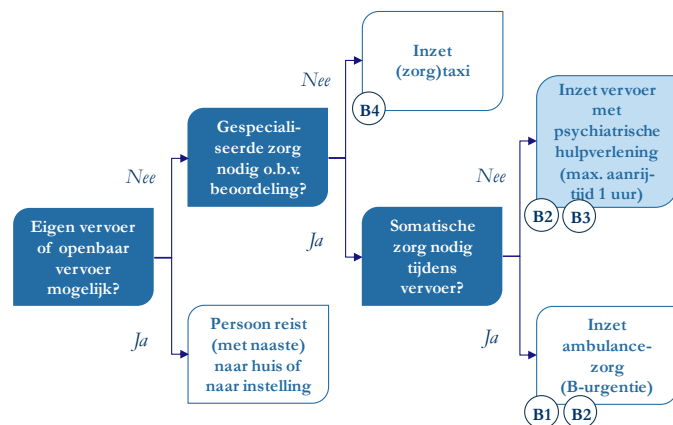 Eigen vervoer
of openbaar
vervoer
mogelijk?
Nee
Ja
Gespeciali-
seerde zorg
nodig o.b.v.
beoordeling?
Persoon reist
(met naaste)
naar huis of
naar instelling
Nee
Ja
Inzet
(zorg)taxi
B4
Somatische
zorg nodig
tijdens
vervoer?
Nee
Ja
Inzet vervoer
met
psychiatrische
hulpverlening
(max. aanrij-
tijd 1 uur)
B2
B3
Inzet
ambulance-
zorg
(B-urgentie)
B1
B2